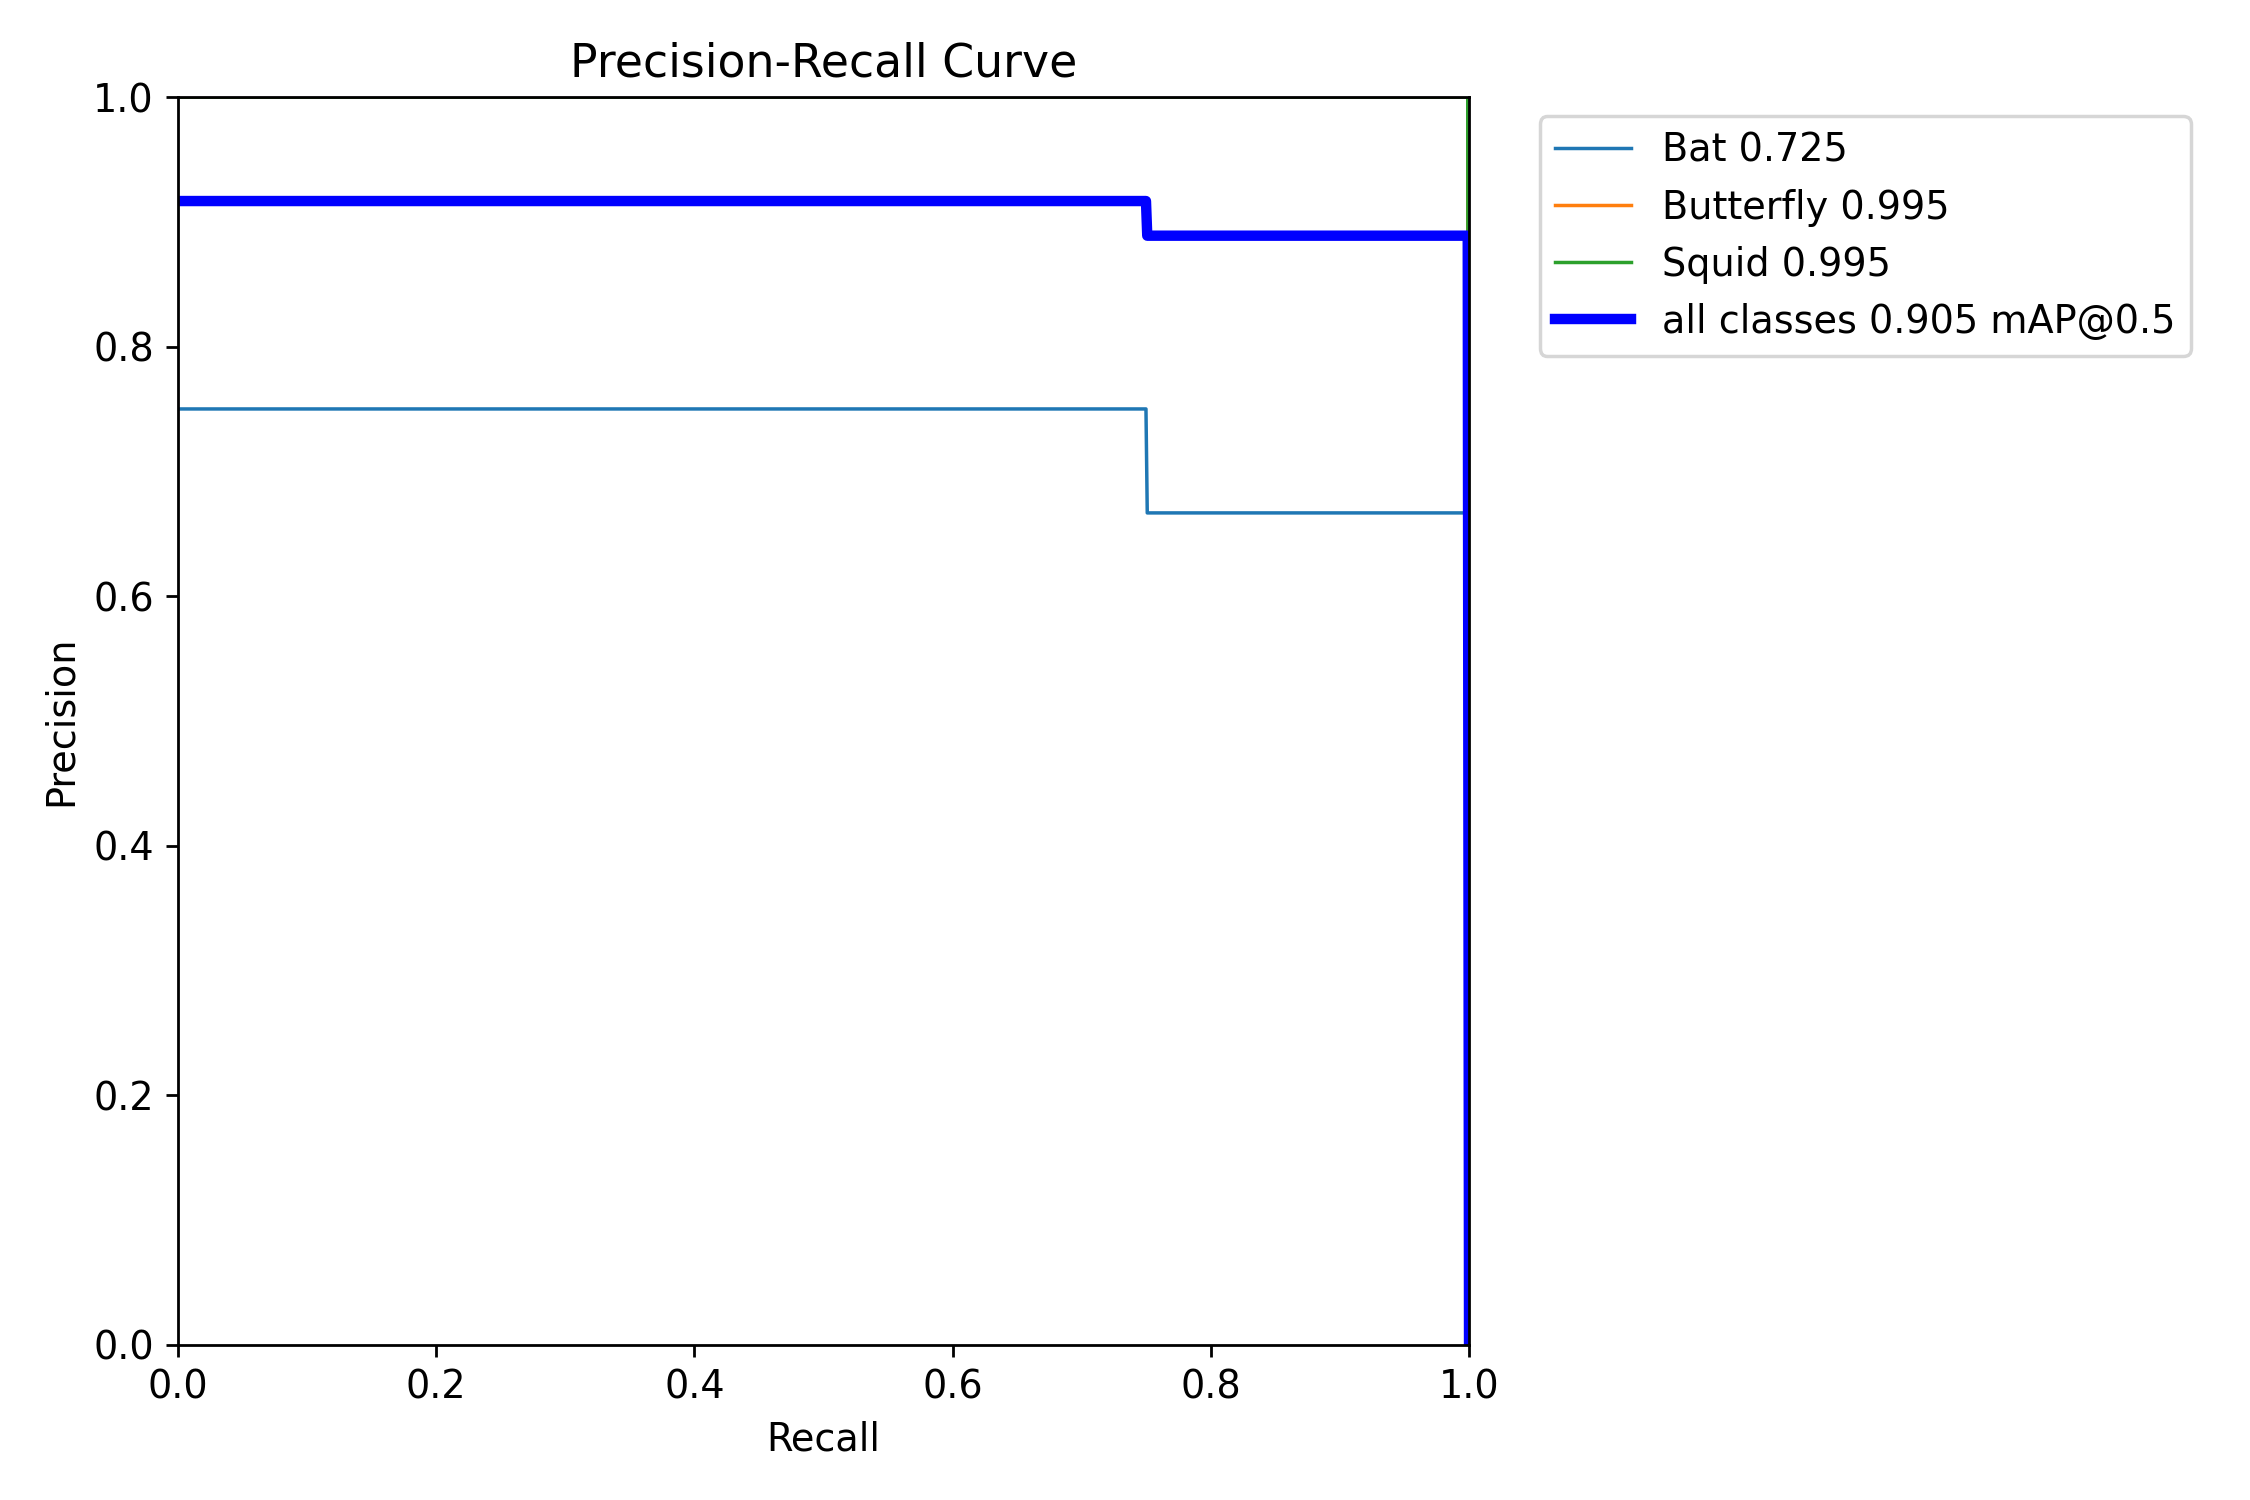 Precision-Recall Curve
1.0
0.8
0.6
0.4
0.2
0.0
Precision
0.0 0.2 0.4 0.6 0.8 1.0
Recall
Bat 0.725
Butterfly 0.995
Squid 0.995
all classes 0.905 mAP@0.5